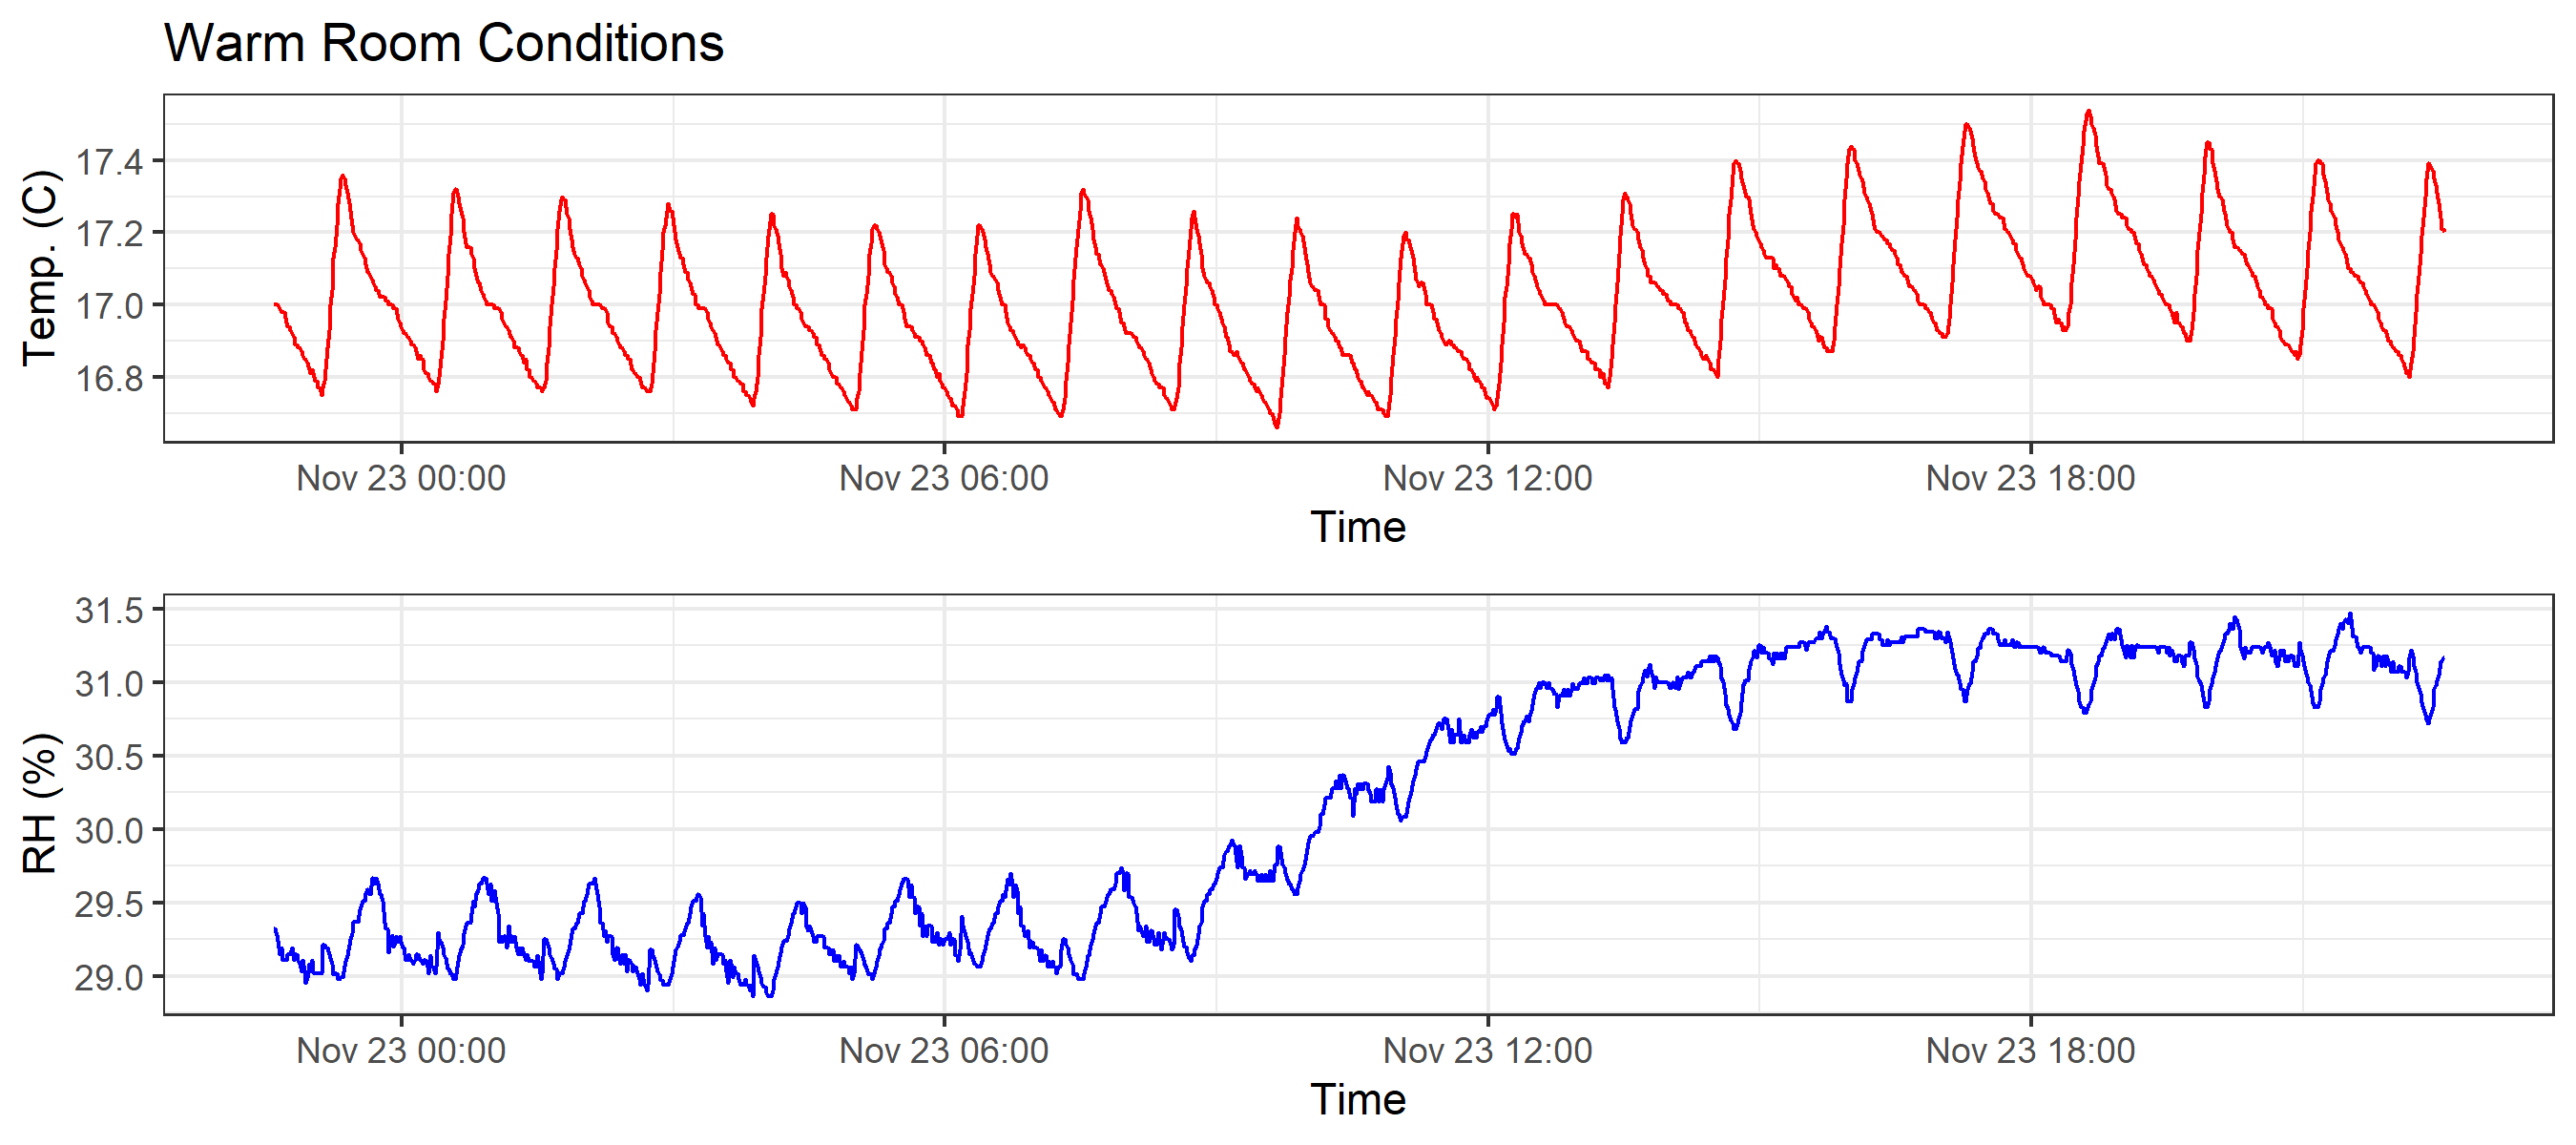 Warm Room Conditions
Temp. (C)
17.4
17.2
17.0
16.8
Nov 23 00:00 Nov 23 06:00 Nov 23 12:00 Nov 23 18:00
Time
RH (%)
31.5
31.0
30.5
30.0
29.5
29.0
Nov 23 00:00 Nov 23 06:00 Nov 23 12:00 Nov 23 18:00
Time